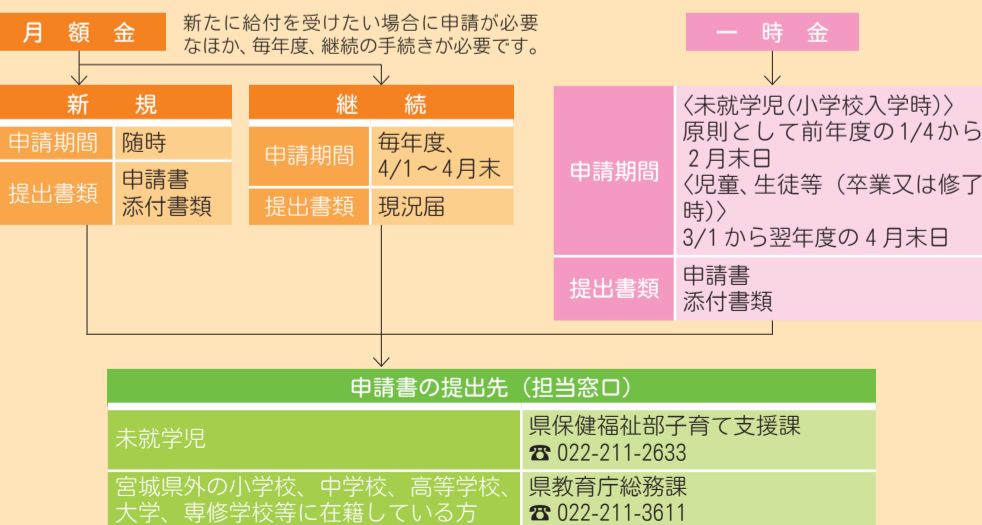 月額金
新たに給付を受けたい場合に申請が必要
なほか、毎年度、継続の手続きが必要です。
一時金
新規
申請期間
随時
提出書類
申請書
添付書類
継続
申請期間
毎年度、
4/1～4月末
提出書類
現況届
申請期間
〈未就学児(小学校入学時)〉
原則として前年度の1/4から
2月末日
〈児童、生徒等（卒業又は修了
時)〉
3/1から翌年度の4月末日
提出書類
申請書
添付書類
申請書の提出先（担当窓口）
未就学児
県保健福祉部子育て支援課
☎022-211-2633
宮城県外の小学校、中学校、高等学校、
大学、専修学校等に在籍している方
県教育庁総務課
☎022-211-3611